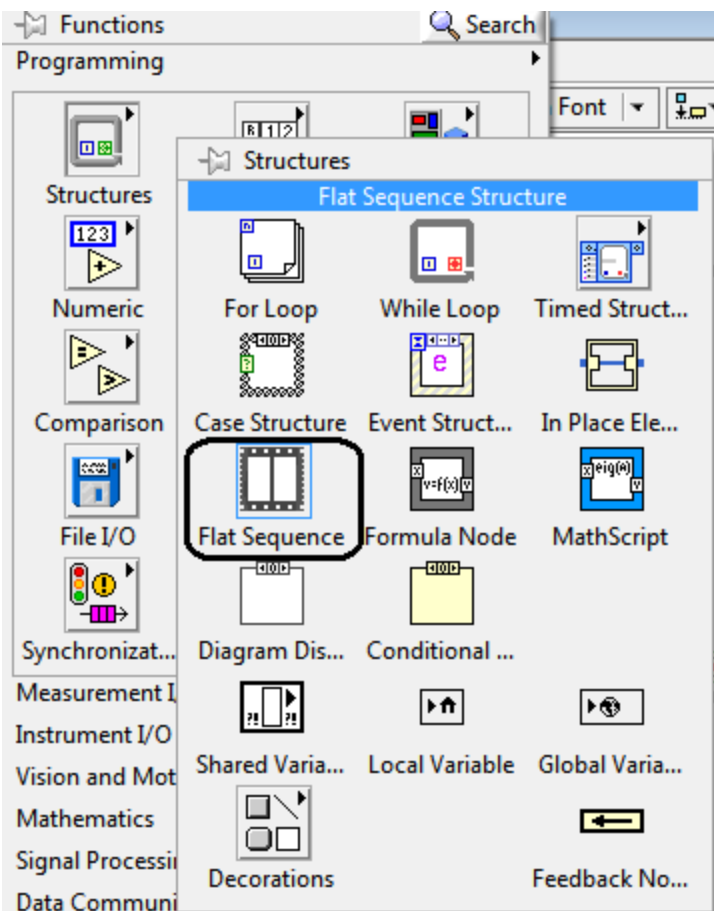 Functions
Search
Programming
Font
Structures
Structures
Flat Sequence Structure
123
Numeric
For Loop
While Loop
Timed Struct...
Comparison
Case Structure
Event Struct...
In Place Ele...
File I/O
Flat Sequence
Formula Node
MathScript
Synchronizat...
Diagram Dis...
Conditional ...
Measurement I
Instrument I/O
Shared Varia...
Local Variable
Global Varia...
Vision and Mot
Mathematics
Signal Processi
Decorations
Feedback No...
Data Communi